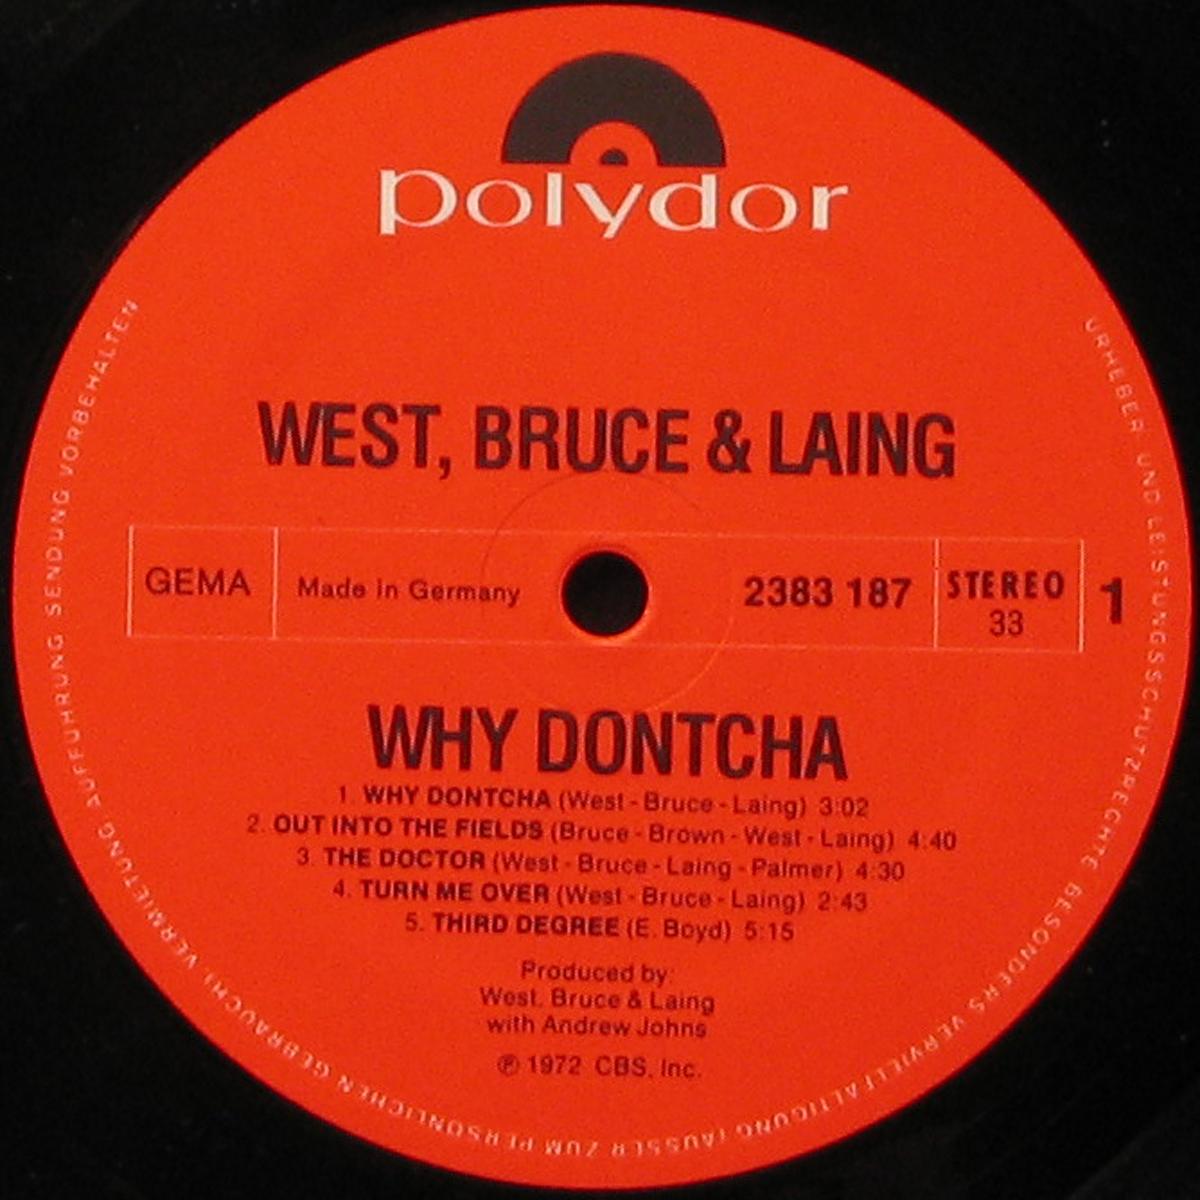 polydor
WEST, BRUCE & LAING
GEMA
Made in Germany
2383 187
STEREO
33
1
WHY DONTCHA
1. WHY DONTCHA (West - Bruce - Laing) 3:02
2. OUT INTO THE FIELDS (Bruce - Brown - West - Laing) 4:40
3. THE DOCTOR (West - Bruce - Laing - Palmer) 4:30
4. TURN ME OVER (West - Bruce - Laing) 2:43
5. THIRD DEGREE (E. Boyd) 5:15
Produced by:
West, Bruce & Laing
with Andrew Johns
℗ 1972 CBS, Inc.
URHEBER UND LEISTUNGSSCHUTZRECHTE BESONDERS VERVIELFÄLTIGUNG (AUSSER ZUM PERSÖNLICHEN GEBRAUCH), VERMIETUNG AUFFÜHRUNG SENDUNG VORBEHALTEN